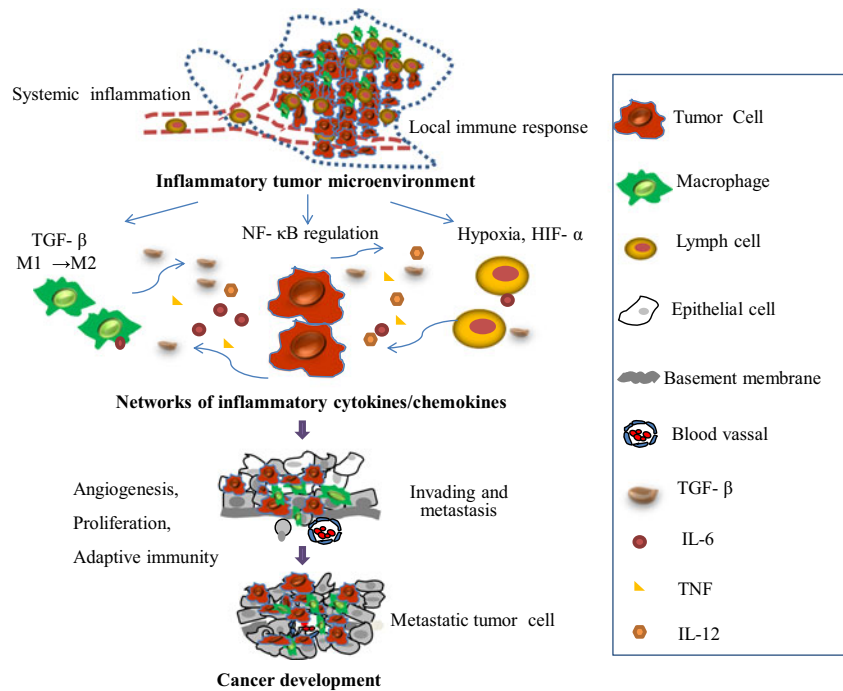 Systemic inflammation
Local immune response
Inflammatory tumor microenvironment
TGF- β
M1 →M2
NF- κB regulation
Hypoxia, HIF- α
Networks of inflammatory cytokines/chemokines
Angiogenesis,
Proliferation,
Adaptive immunity
Invading and
metastasis
Metastatic tumor cell
Cancer development
Tumor Cell
Macrophage
Lymph cell
Epithelial cell
Basement membrane
Blood vassal
TGF- β
IL-6
TNF
IL-12